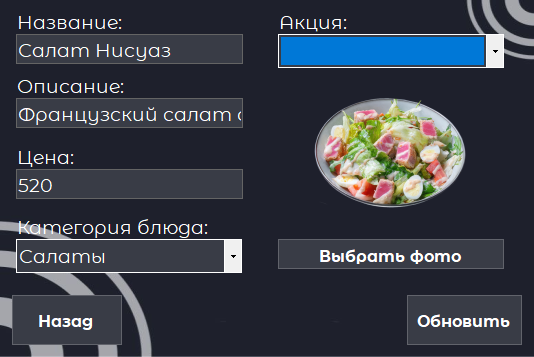 Название:
Салат Нисуаз
Описание:
Французский салат с
Цена:
520
Категория блюда:
Салаты
Назад
Акция:
Выбрать фото
Обновить